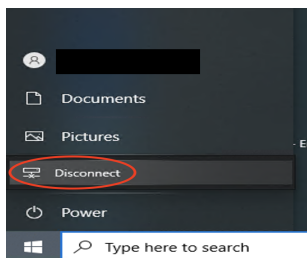 Documents
Pictures
E
Disconnect
Power
Type here to search